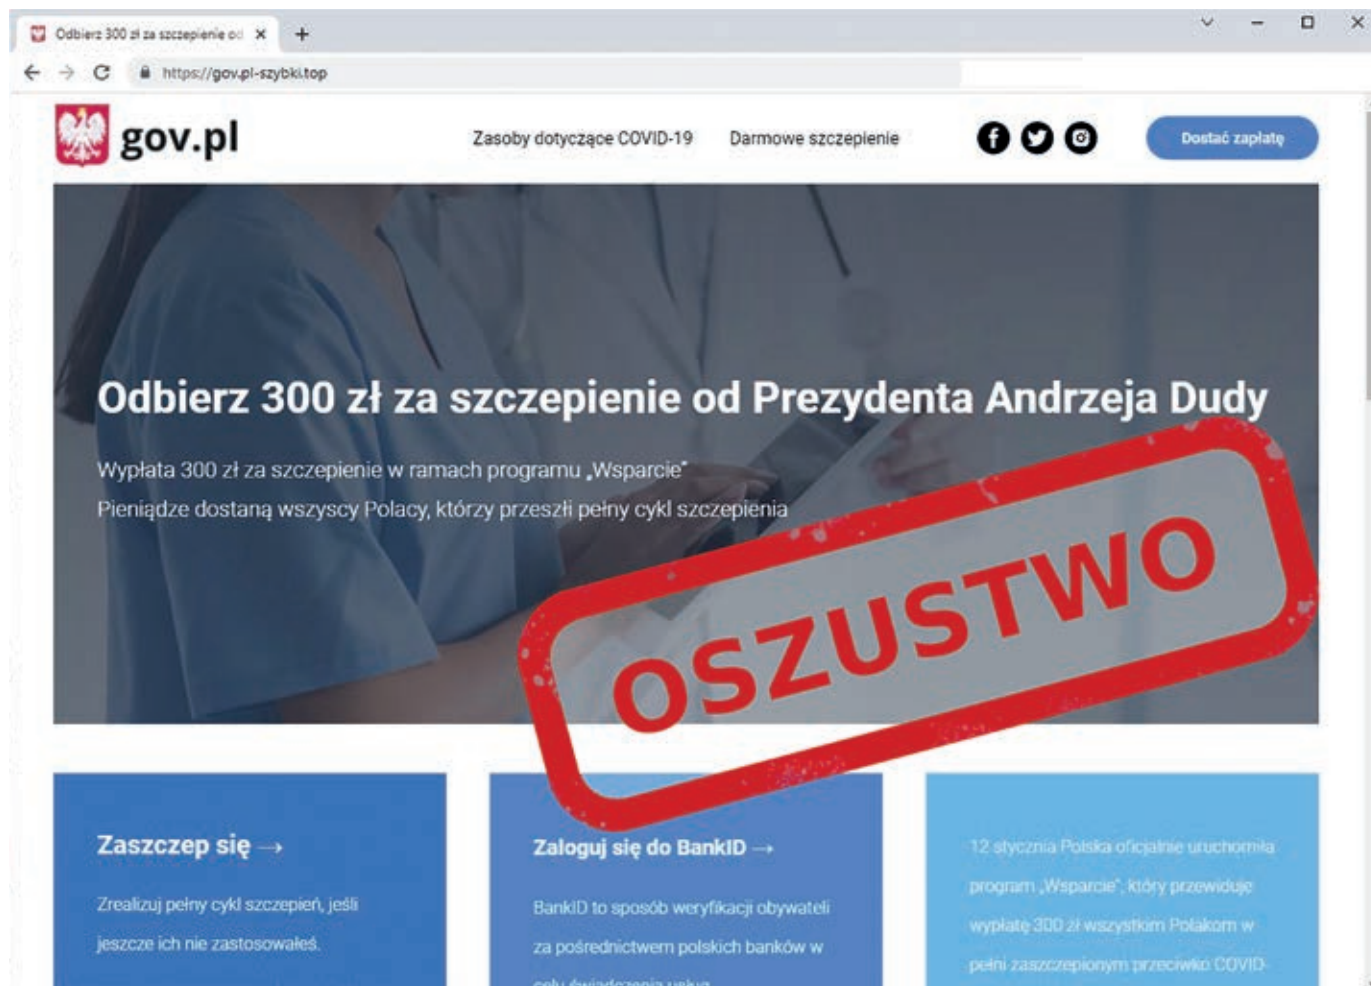 Odbierz 300 zł za szczepienie od
https://gov.pl-szybki.top
gov.pl
Zasoby dotyczące COVID-19
Darmowe szczepienie
Dostać zapłatę
Odbierz 300 zł za szczepienie od Prezydenta Andrzeja Dudy
Wypłata 300 zł za szczepienie w ramach programu „Wsparcie”
Pieniądze dostaną wszyscy Polacy, którzy przeszli pełny cykl szczepienia
OSZUSTWO
Zaszczep się →
Zrealizuj pełny cykl szczepień, jeśli
jeszcze ich nie zastosowałeś.
Zaloguj się do BankID →
BankID to sposób weryfikacji obywateli
za pośrednictwem polskich banków w
celu świadczenia usług
12 stycznia Polska oficjalnie uruchomiła
program „Wsparcie”, który przewiduje
wypłatę 300 zł wszystkim Polakom w
pełni zaszczepionym przeciwko COVID-